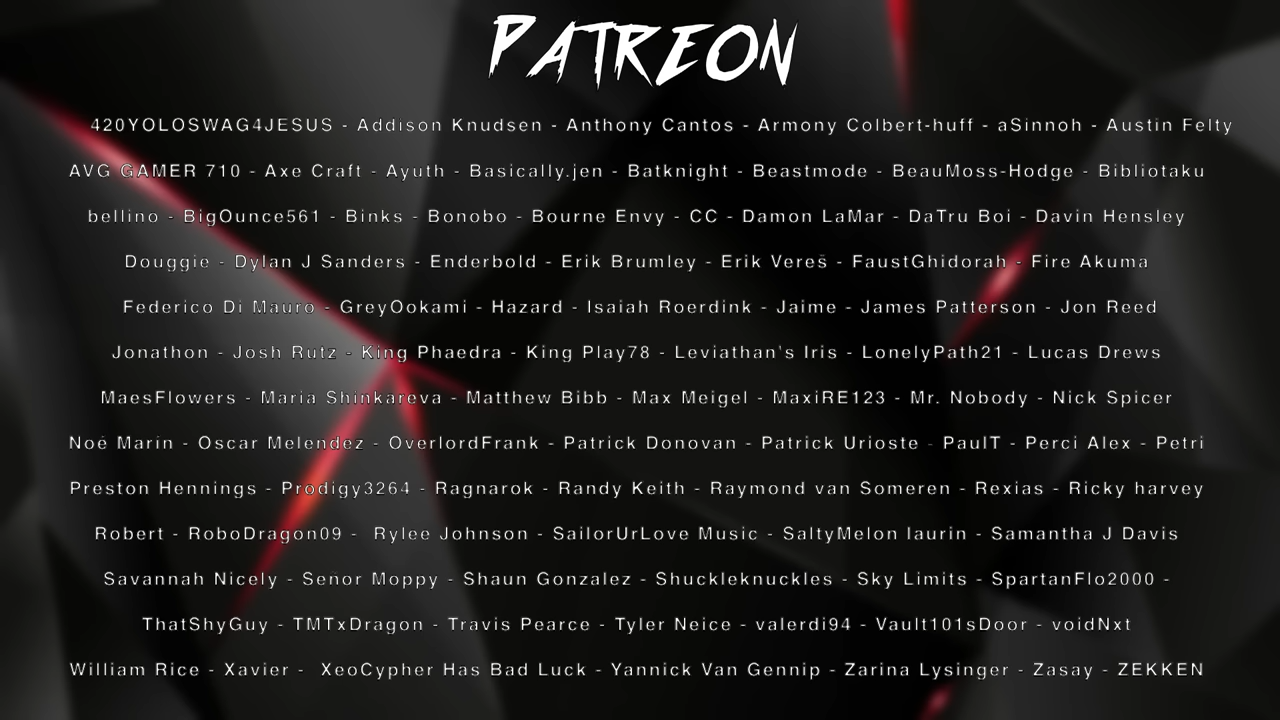 PATREON
420YOLOSWAG4JESUS - Addison Knudsen - Anthony Cantos - Armony Colbert-huff - aSinnoh - Austin Felty
AVG GAMER 710 - Axe Craft - Ayuth - Basically.jen - Batknight - Beastmode - BeauMoss-Hodge - Bibliotaku
bellino - BigOunce561 - Binks - Bonobo - Bourne Envy - CC - Damon LaMar - DaTru Boi - Davin Hensley
Douggie - Dylan J Sanders - Enderbold - Erik Brumley - Erik Vereš - FaustGhidorah - Fire Akuma
Federico Di Mauro - GreyOokami - Hazard - Isaiah Roerdink - Jaime - James Patterson - Jon Reed
Jonathon - Josh Rutz - King Phaedra - King Play78 - Leviathan's Iris - LonelyPath21 - Lucas Drews
MaesFlowers - Maria Shinkareva - Matthew Bibb - Max Meigel - MaxiRE123 - Mr. Nobody - Nick Spicer
Noé Marin - Oscar Melendez - OverlordFrank - Patrick Donovan - Patrick Urioste - PaulT - Perci Alex - Petri
Preston Hennings - Prodigy3264 - Ragnarok - Randy Keith - Raymond van Someren - Rexias - Ricky harvey
Robert - RoboDragon09 - Rylee Johnson - SailorUrLove Music - SaltyMelon laurin - Samantha J Davis
Savannah Nicely - Señor Moppy - Shaun Gonzalez - Shuckleknuckles - Sky Limits - SpartanFlo2000 -
ThatShyGuy - TMTxDragon - Travis Pearce - Tyler Neice - valerdi94 - Vault101sDoor - voidNxt
William Rice - Xavier - XeoCypher Has Bad Luck - Yannick Van Gennip - Zarina Lysinger - Zasay - ZEKKEN